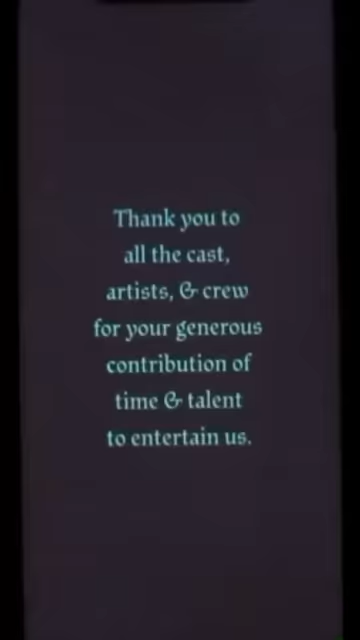 Thank you to
all the cast,
artists, & crew
for your generous
contribution of
time & talent
to entertain us.